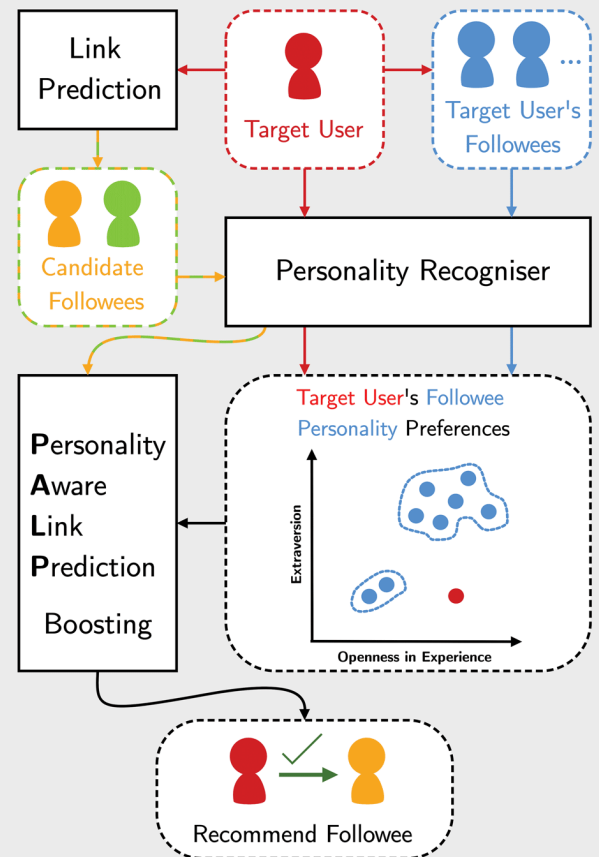 Link
Prediction
Target User
...
Target User's
Followees
Candidate
Followees
Personality Recogniser
Personality
Aware
Link
Prediction
Boosting
Target User's Followee
Personality Preferences
Extraversion
Openness in Experience
Recommend Followee